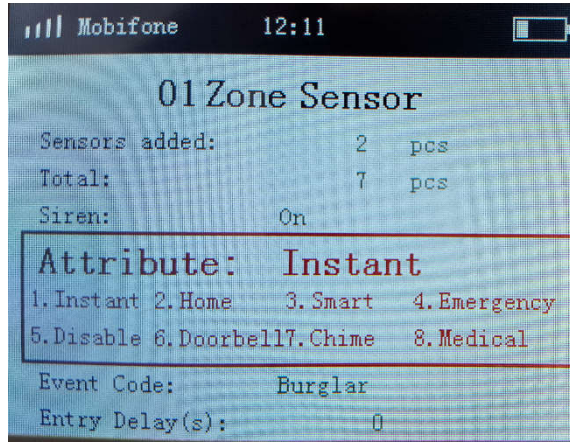 Mobifone 12:11
01 Zone Sensor
Sensors added: 2 pcs
Total: 7 pcs
Siren: On
Attribute: Instant
1. Instant 2. Home 3. Smart 4. Emergency
5. Disable 6. Doorbell7. Chime 8. Medical
Event Code: Burglar
Entry Delay(s): 0